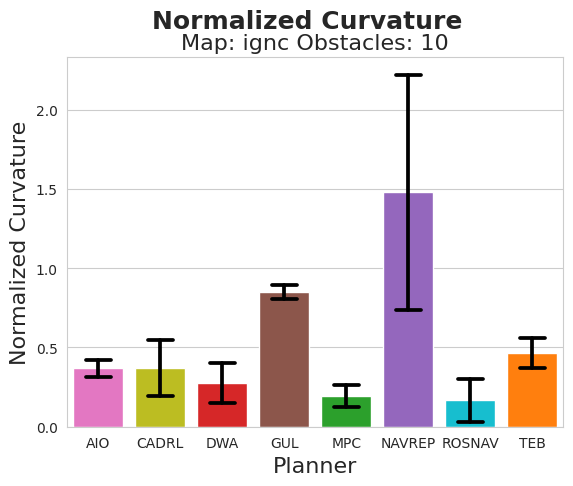 Normalized Curvature
Map: ignc Obstacles: 10
Normalized Curvature
2.0
1.5
1.0
0.5
0.0
AIO CADRL DWA GUL MPC NAVREP ROSNAV TEB
Planner